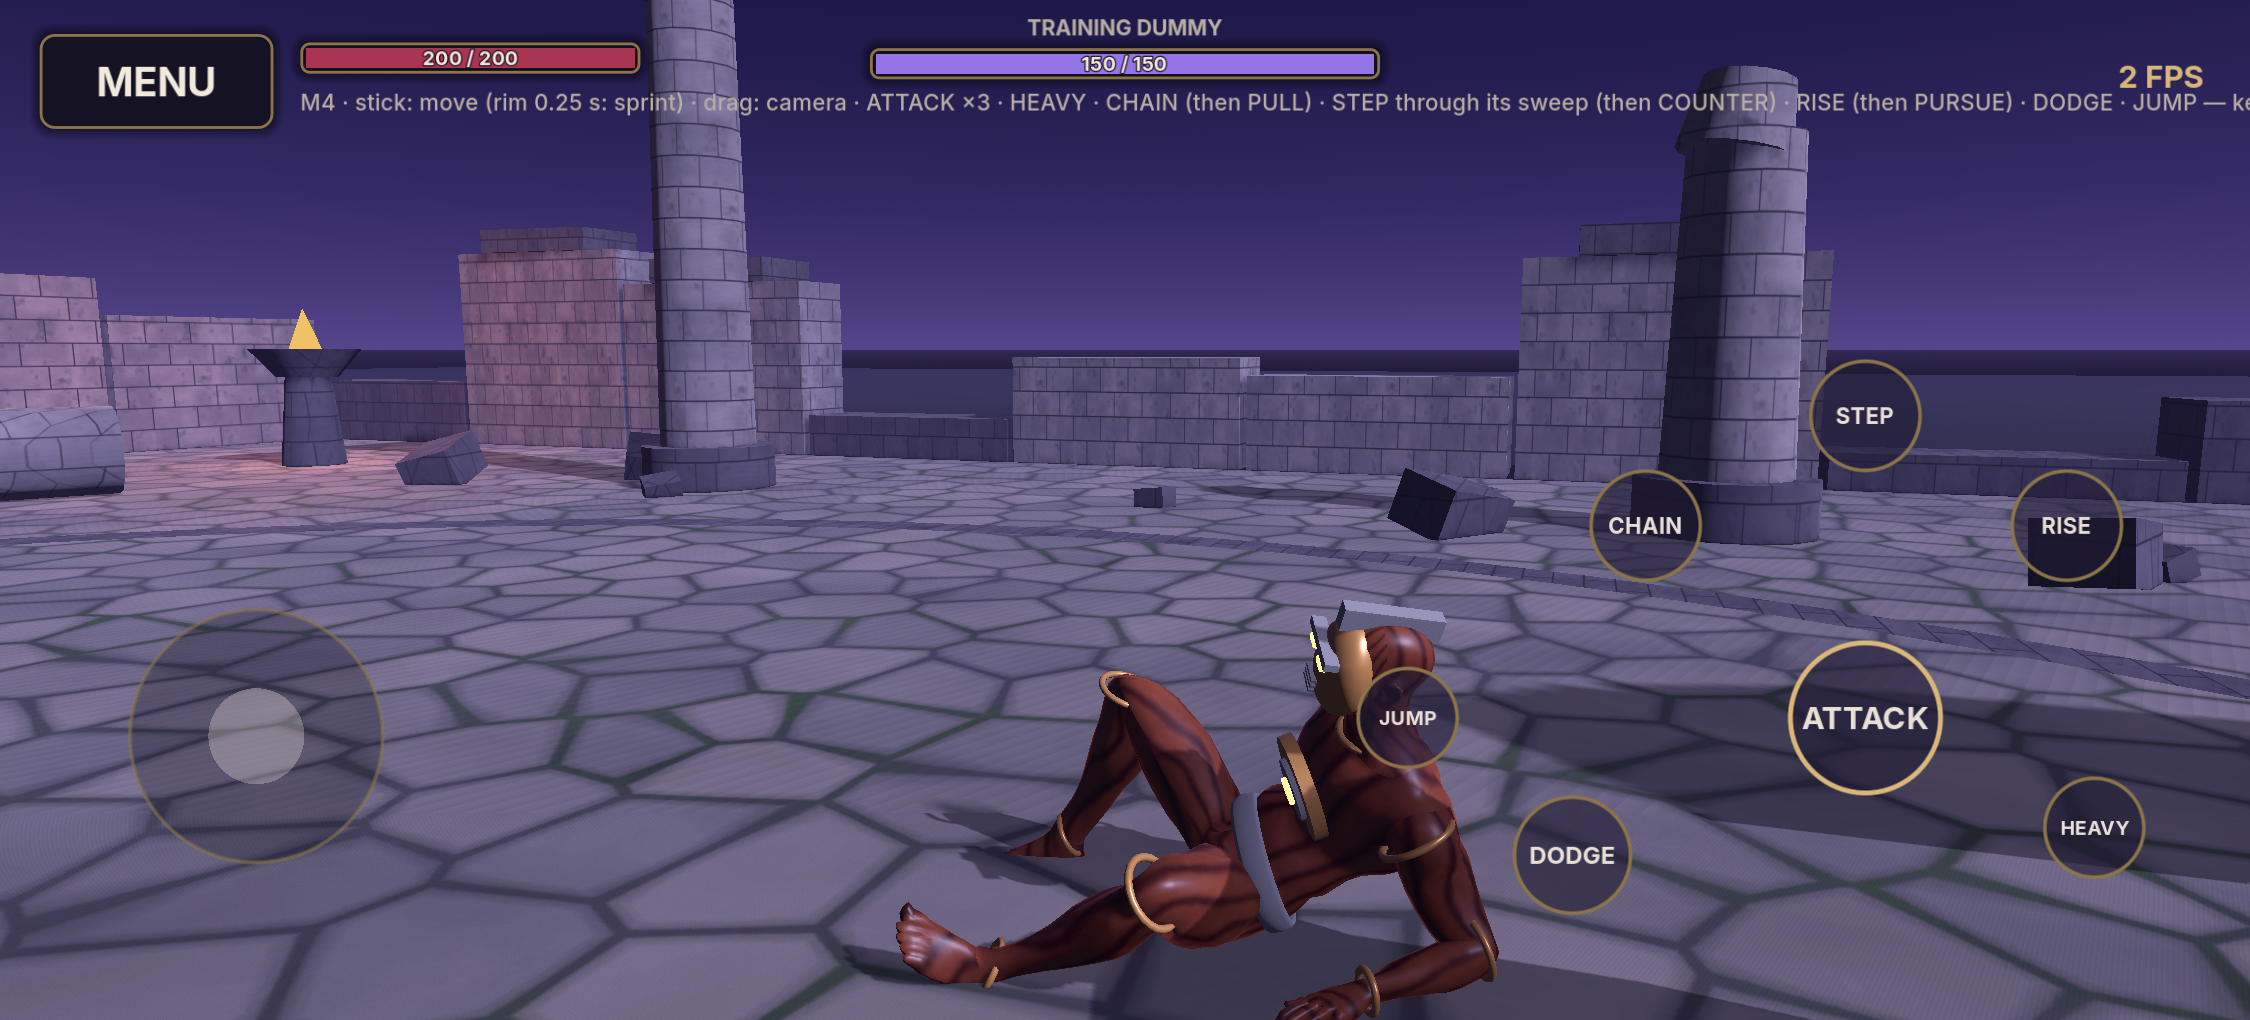 MENU
200 / 200
TRAINING DUMMY
150 / 150
2 FPS
M4 · stick: move (rim 0.25 s: sprint) · drag: camera · ATTACK ×3 · HEAVY · CHAIN (then PULL) · STEP through its sweep (then COUNTER) · RISE (then PURSUE) · DODGE · JUMP —
STEP
CHAIN
RISE
JUMP
ATTACK
DODGE
HEAVY